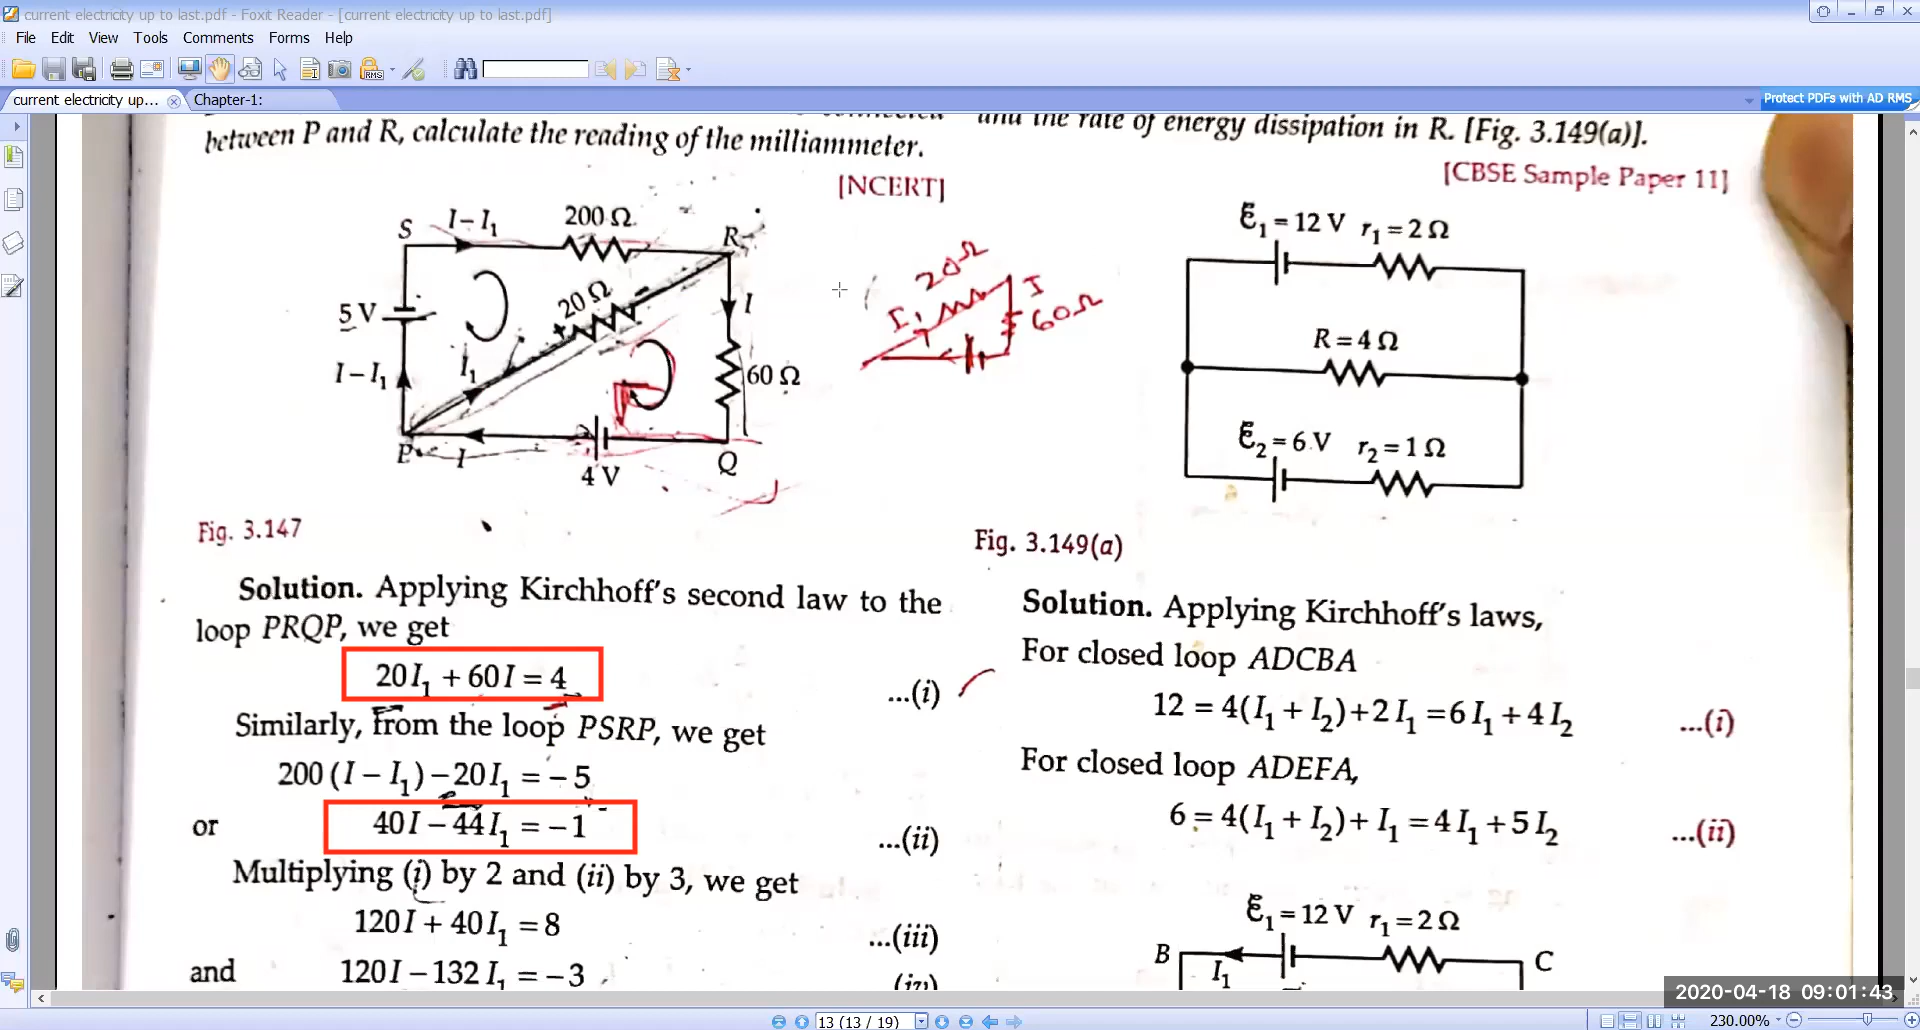 current electricity up to last.pdf - Foxit Reader - [current electricity up to last.pdf]
File Edit View Tools Comments Forms Help
RMS
current electricity up... Chapter-1:
Protect PDFs with AD RMS
between P and R, calculate the reading of the milliammeter.
[NCERT]
S I – I₁ 200 Ω R
5 V 20 Ω I
I – I₁ I₁ 60 Ω
P I 4 V Q
20Ω I
I₁ 60Ω
Fig. 3.147
Solution. Applying Kirchhoff's second law to the
loop PRQP, we get
20I₁ + 60I = 4 ...(i)
Similarly, from the loop PSRP, we get
200 (I – I₁) – 20I₁ = – 5
or 40I – 44I₁ = – 1 ...(ii)
Multiplying (i) by 2 and (ii) by 3, we get
120I + 40I₁ = 8 ...(iii)
and 120I – 132I₁ = – 3 ...(iv)
and the rate of energy dissipation in R. [Fig. 3.149(a)].
[CBSE Sample Paper 11]
ℰ₁ = 12 V r₁ = 2 Ω
R = 4 Ω
ℰ₂ = 6 V r₂ = 1 Ω
Fig. 3.149(a)
Solution. Applying Kirchhoff's laws,
For closed loop ADCBA
12 = 4(I₁ + I₂) + 2I₁ = 6I₁ + 4I₂ ...(i)
For closed loop ADEFA,
6 = 4(I₁ + I₂) + I₁ = 4I₁ + 5I₂ ...(ii)
ℰ₁ = 12 V r₁ = 2 Ω
B I₁ C
2020-04-18 09:01:43
13 (13 / 19) 230.00%